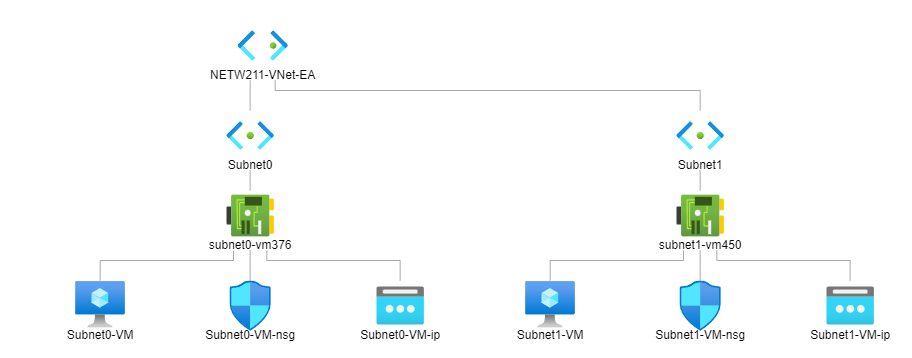 NETW211-VNet-EA
Subnet0
Subnet1
subnet0-vm376
subnet1-vm450
Subnet0-VM
Subnet0-VM-nsg
Subnet0-VM-ip
Subnet1-VM
Subnet1-VM-nsg
Subnet1-VM-ip